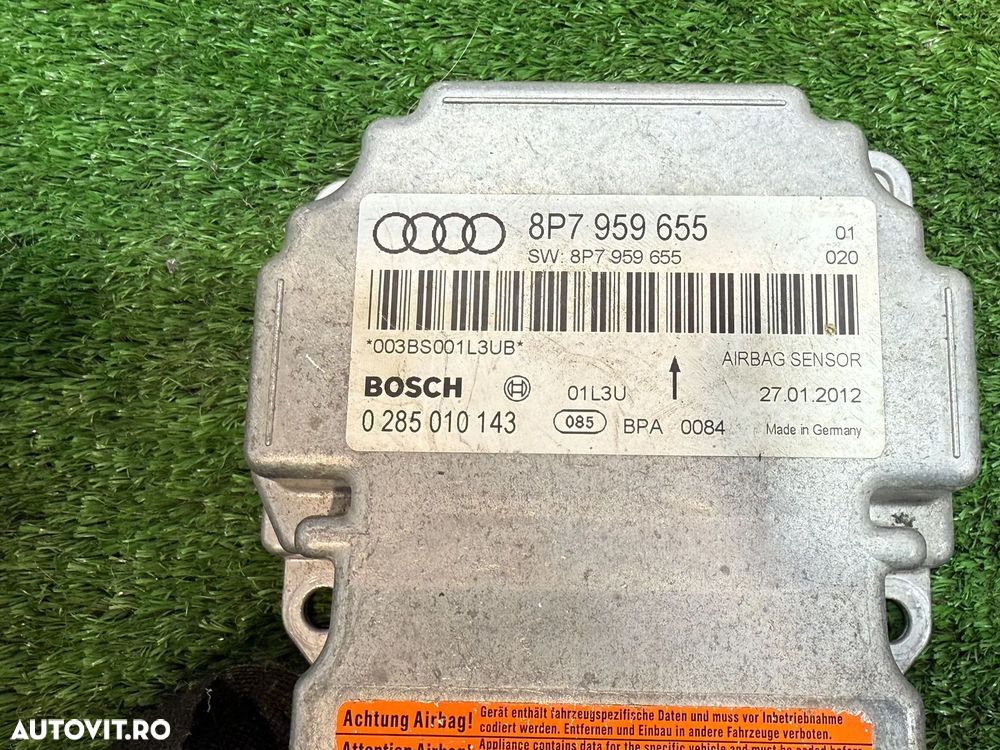 8P7 959 655 01
SW: 8P7 959 655 020
*003BS001L3UB*
AIRBAG SENSOR
BOSCH 01L3U 27.01.2012
0 285 010 143 085 BPA 0084 Made in Germany
Achtung Airbag! Gerät enthält fahrzeugspezifische Daten und muss vor Inbetriebnahme
codiert werden. Entfernen und Einbau in andere Fahrzeuge verboten.
Attention Airbag! Appliance contains data for the specific vehicle and must be coded before
AUTOVIT.RO